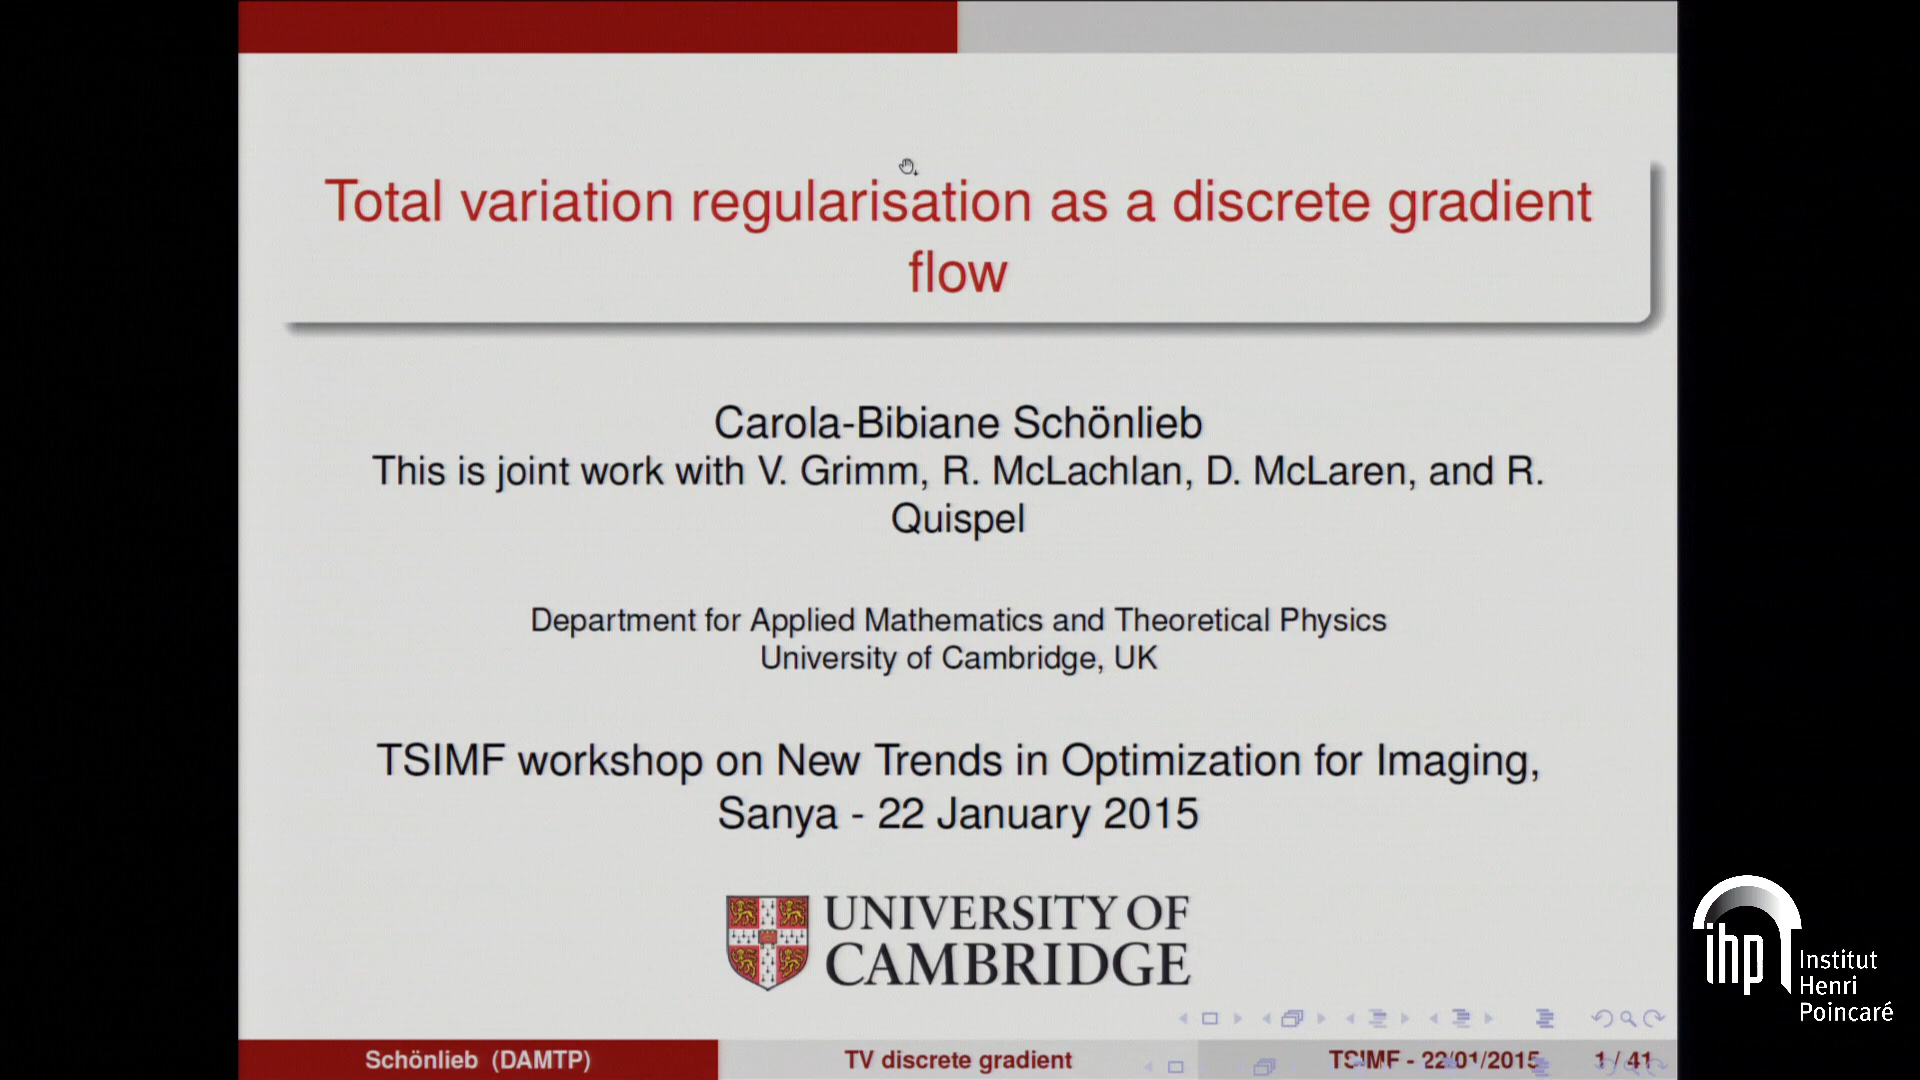 Total variation regularisation as a discrete gradient
flow
Carola-Bibiane Schönlieb
This is joint work with V. Grimm, R. McLachlan, D. McLaren, and R.
Quispel
Department for Applied Mathematics and Theoretical Physics
University of Cambridge, UK
TSIMF workshop on New Trends in Optimization for Imaging,
Sanya - 22 January 2015
UNIVERSITY OF
CAMBRIDGE
ihp
Institut
Henri
Poincaré
Schönlieb (DAMTP)
TV discrete gradient
TSIMF - 22/01/2015
1 / 41